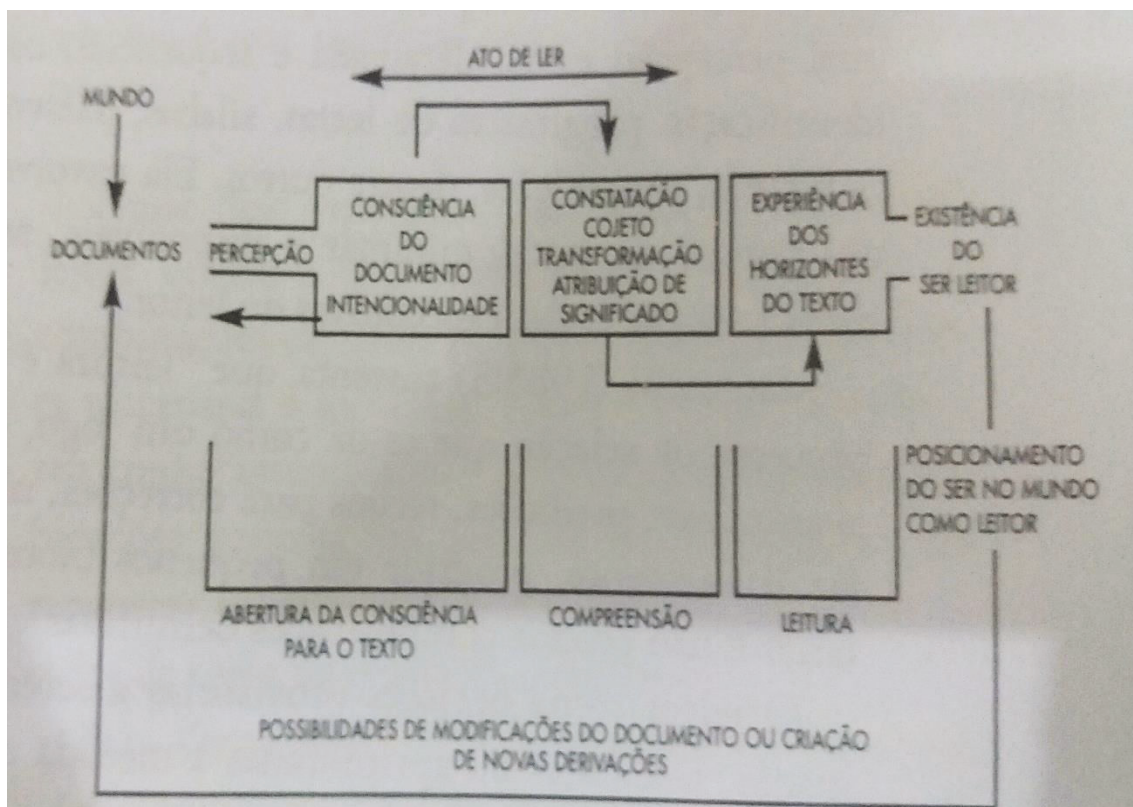 ATO DE LER
MUNDO
DOCUMENTOS
PERCEPÇÃO
CONSCIÊNCIA
DO
DOCUMENTO
INTENCIONALIDADE
CONSTATAÇÃO
COJETO
TRANSFORMAÇÃO
ATRIBUIÇÃO DE
SIGNIFICADO
EXPERIÊNCIA
DOS
HORIZONTES
DO TEXTO
EXISTÊNCIA
DO
SER LEITOR
POSICIONAMENTO
DO SER NO MUNDO
COMO LEITOR
ABERTURA DA CONSCIÊNCIA
PARA O TEXTO
COMPREENSÃO
LEITURA
POSSIBILIDADES DE MODIFICAÇÕES DO DOCUMENTO OU CRIAÇÃO
DE NOVAS DERIVAÇÕES